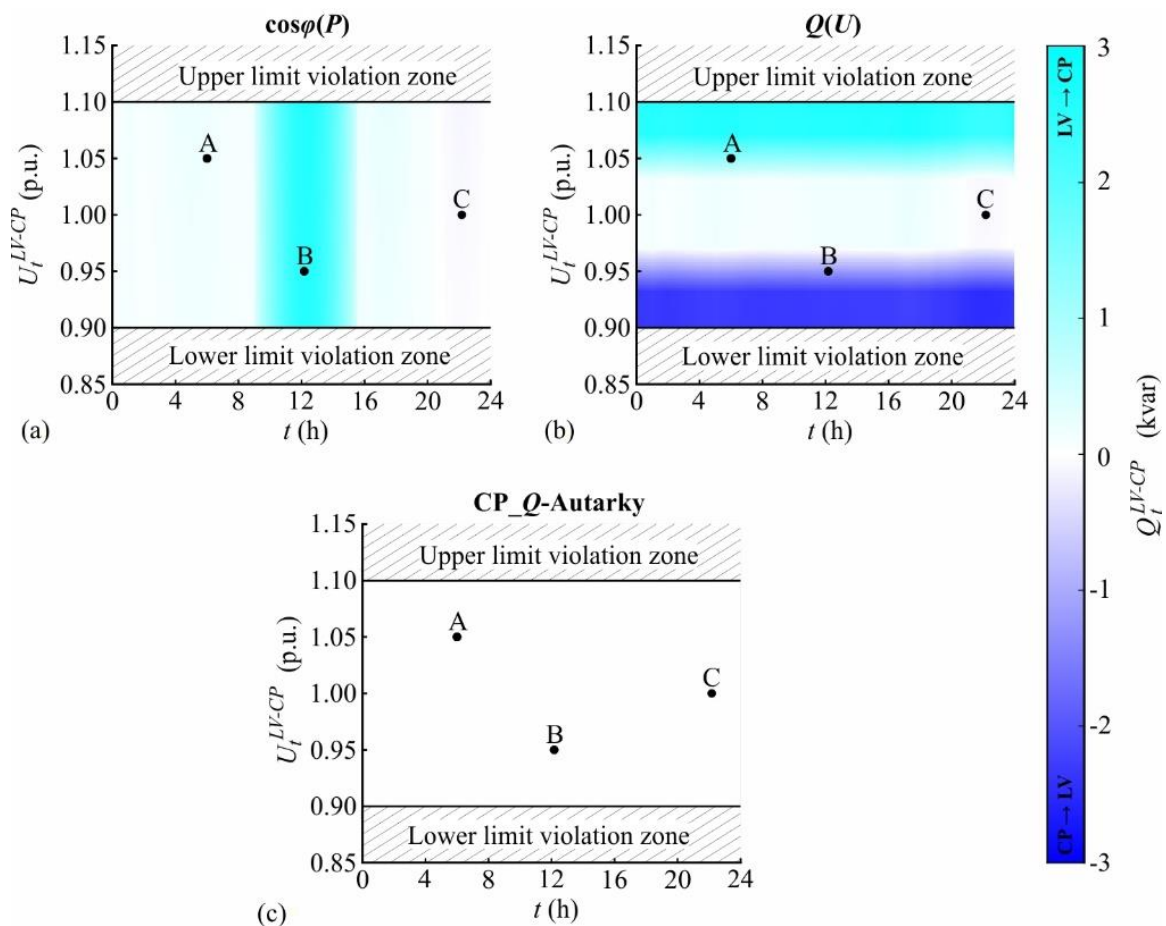 cosφ(P)
1.15
1.10
1.05
1.00
0.95
0.90
0.85
U_t^{LV-CP} (p.u.)
Upper limit violation zone
A
C
B
Lower limit violation zone
0 4 8 12 16 20 24
(a)
t (h)
Q(U)
1.15
1.10
1.05
1.00
0.95
0.90
0.85
U_t^{LV-CP} (p.u.)
Upper limit violation zone
A
C
B
Lower limit violation zone
0 4 8 12 16 20 24
(b)
t (h)
CP_Q-Autarky
1.15
1.10
1.05
1.00
0.95
0.90
0.85
U_t^{LV-CP} (p.u.)
Upper limit violation zone
A
C
B
Lower limit violation zone
0 4 8 12 16 20 24
(c)
t (h)
LV → CP
CP → LV
3
2
1
0
-1
-2
-3
Q_t^{LV-CP} (kvar)